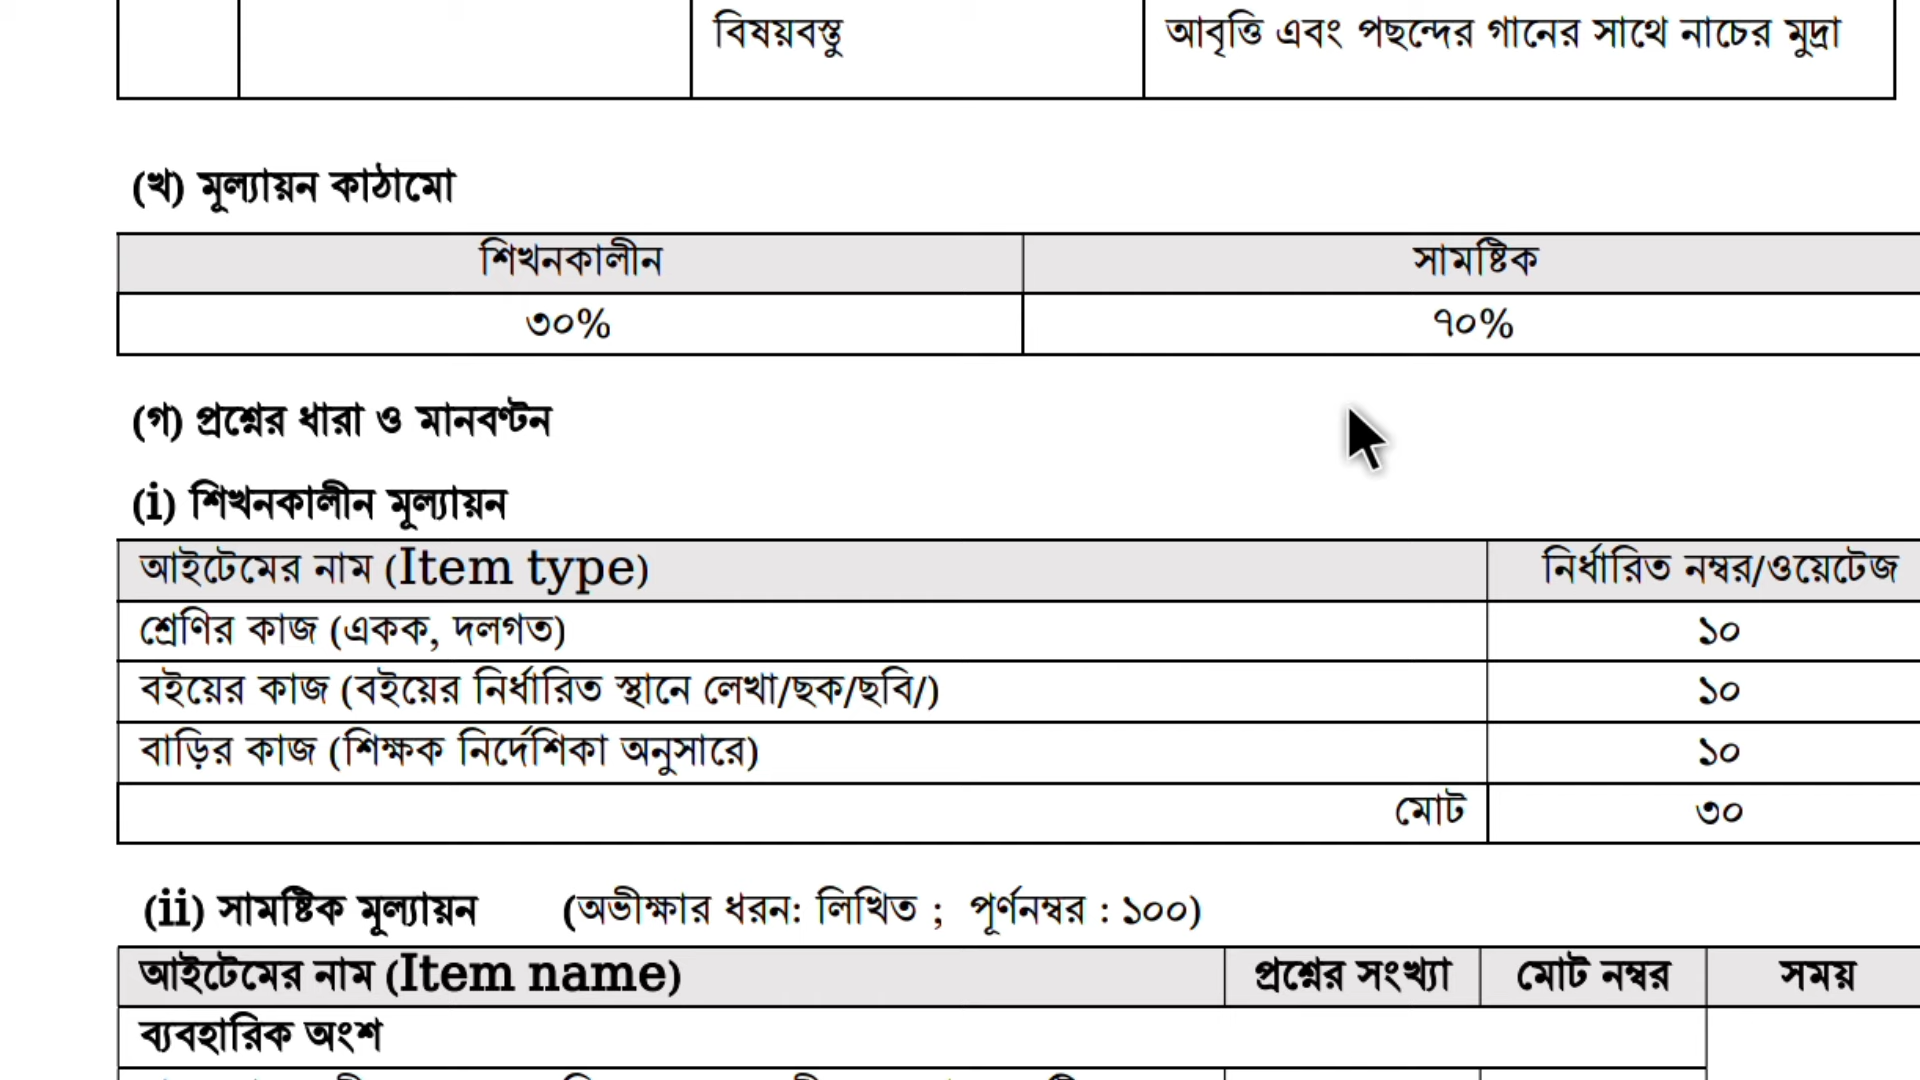 বিষয়বস্তু আবৃত্তি এবং পছন্দের গানের সাথে নাচের মুদ্রা
(খ) মূল্যায়ন কাঠামো
শিখনকালীন সামষ্টিক
৩০% ৭০%
(গ) প্রশ্নের ধারা ও মানবণ্টন
(i) শিখনকালীন মূল্যায়ন
আইটেমের নাম (Item type) নির্ধারিত নম্বর/ওয়েটেজ
শ্রেণির কাজ (একক, দলগত) ১০
বইয়ের কাজ (বইয়ের নির্ধারিত স্থানে লেখা/ছক/ছবি/) ১০
বাড়ির কাজ (শিক্ষক নির্দেশিকা অনুসারে) ১০
মোট ৩০
(ii) সামষ্টিক মূল্যায়ন (অভীক্ষার ধরন: লিখিত ; পূর্ণনম্বর : ১০০)
আইটেমের নাম (Item name) প্রশ্নের সংখ্যা মোট নম্বর সময়
ব্যবহারিক অংশ